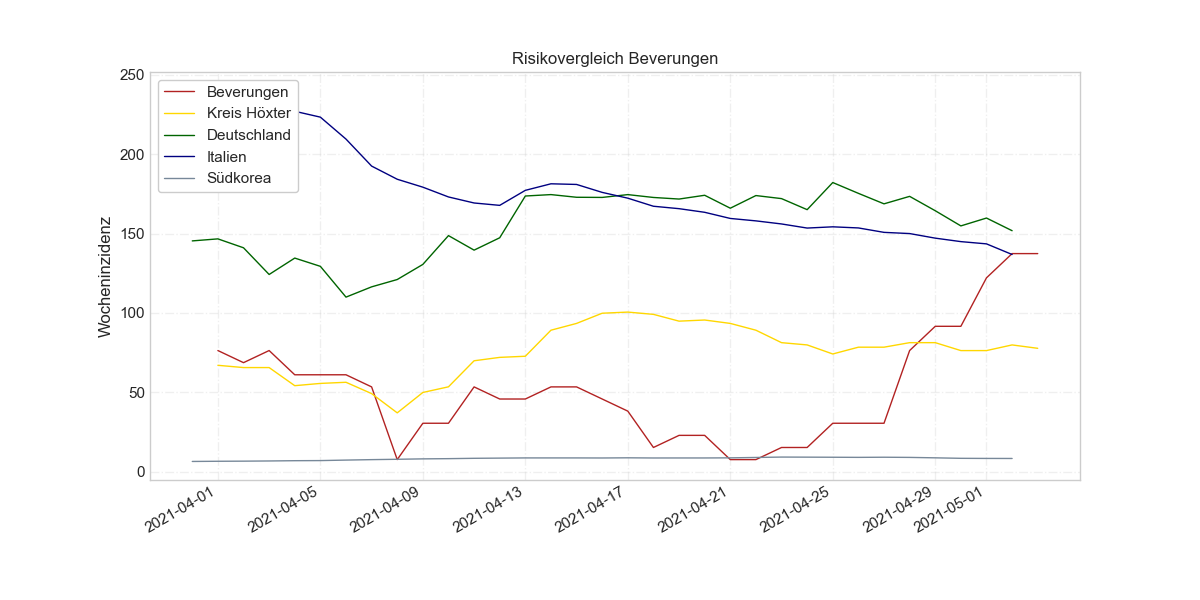 Risikovergleich Beverungen
Beverungen
Kreis Höxter
Deutschland
Italien
Südkorea
Wocheninzidenz
250
200
150
100
50
0
2021-04-01
2021-04-05
2021-04-09
2021-04-13
2021-04-17
2021-04-21
2021-04-25
2021-04-29
2021-05-01